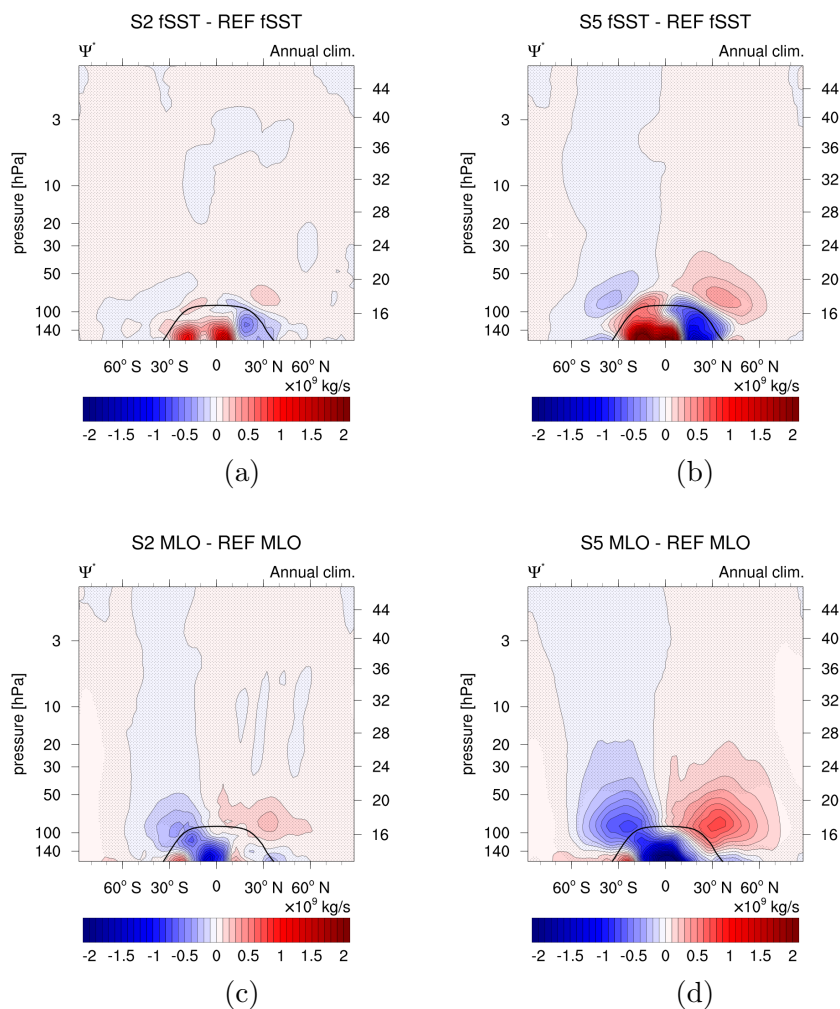 S2 fSST - REF fSST
Ψ* Annual clim.
pressure [hPa]
3
10
20
30
50
100
140
44
40
36
32
28
24
20
16
60° S 30° S 0 30° N 60° N
×10⁹ kg/s
-2 -1.5 -1 -0.5 0 0.5 1 1.5 2
(a)
S5 fSST - REF fSST
Ψ* Annual clim.
pressure [hPa]
3
10
20
30
50
100
140
44
40
36
32
28
24
20
16
60° S 30° S 0 30° N 60° N
×10⁹ kg/s
-2 -1.5 -1 -0.5 0 0.5 1 1.5 2
(b)
S2 MLO - REF MLO
Ψ* Annual clim.
pressure [hPa]
3
10
20
30
50
100
140
44
40
36
32
28
24
20
16
60° S 30° S 0 30° N 60° N
×10⁹ kg/s
-2 -1.5 -1 -0.5 0 0.5 1 1.5 2
(c)
S5 MLO - REF MLO
Ψ* Annual clim.
pressure [hPa]
3
10
20
30
50
100
140
44
40
36
32
28
24
20
16
60° S 30° S 0 30° N 60° N
×10⁹ kg/s
-2 -1.5 -1 -0.5 0 0.5 1 1.5 2
(d)